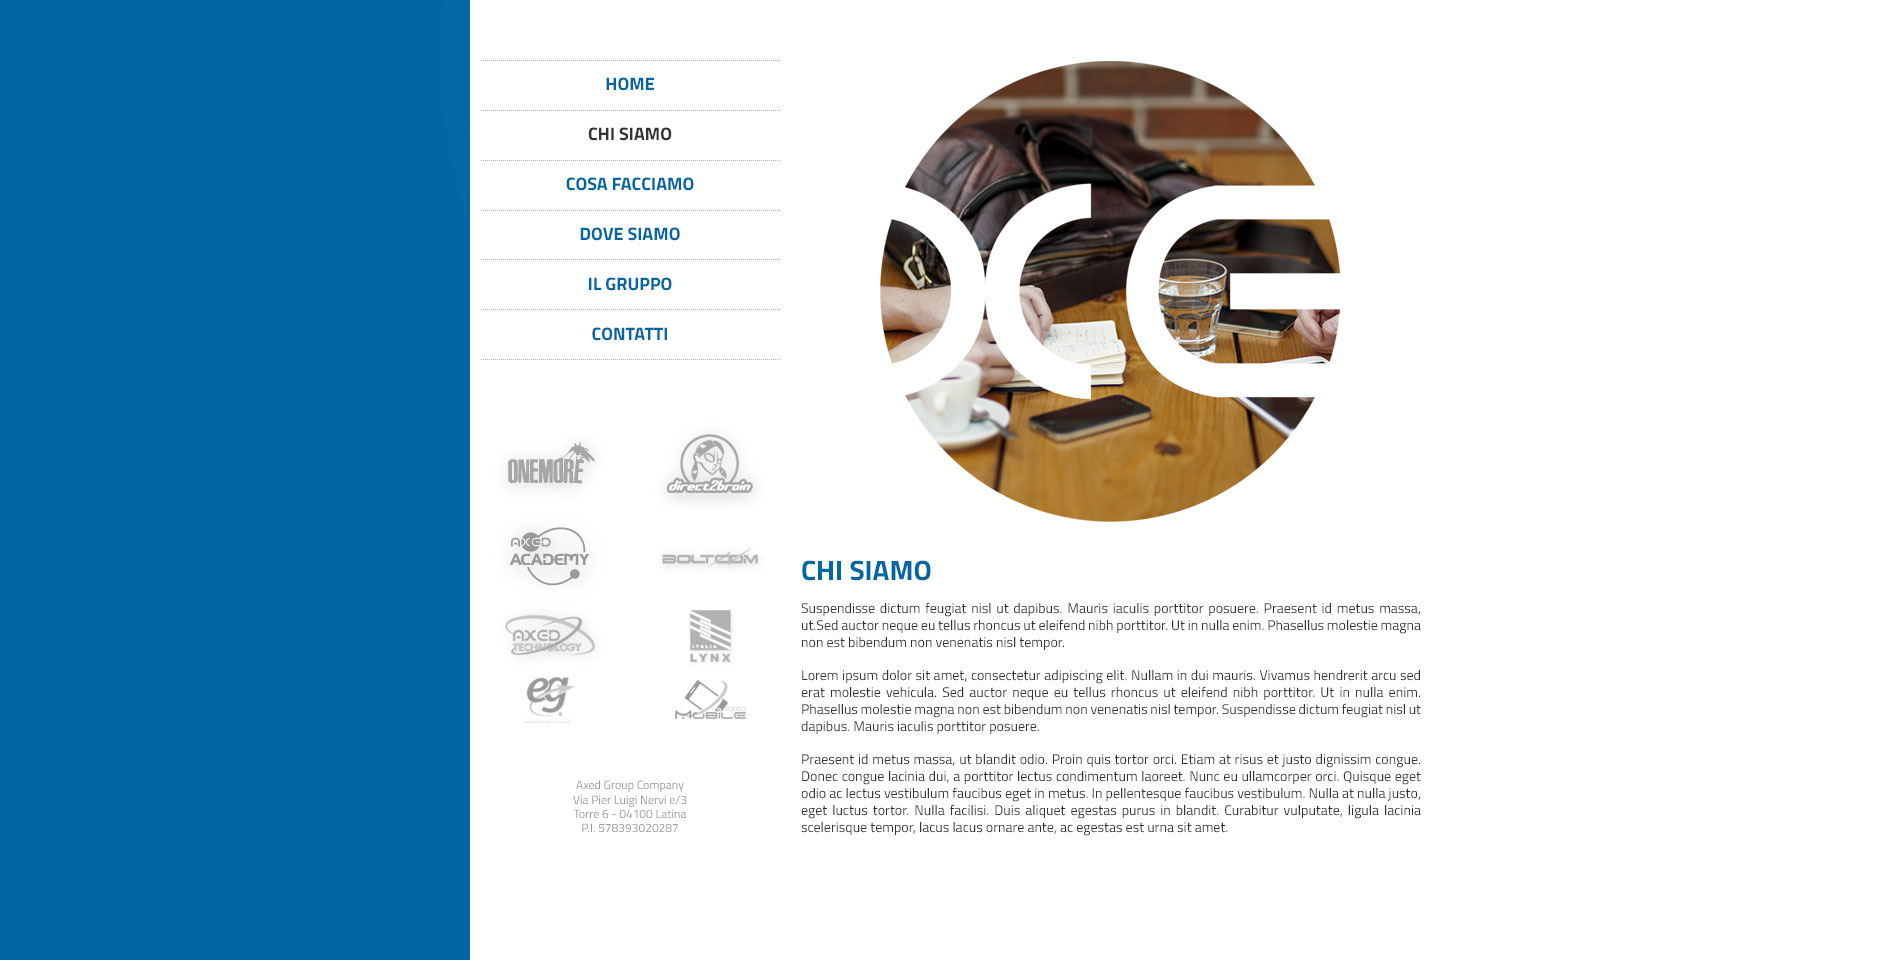 HOME
CHI SIAMO
COSA FACCIAMO
DOVE SIAMO
IL GRUPPO
CONTATTI
ONEMORE
direct2brain
AXED
ACADEMY
BOLTCOM
AXED
TECHNOLOGY
ITALIA
LYNX
eg
MOBILE
Axed Group Company
Via Pier Luigi Nervi e/3
Torre 6 - 04100 Latina
P.I. 578393020287
XCE
CHI SIAMO
Suspendisse dictum feugiat nisl ut dapibus. Mauris iaculis porttitor posuere. Praesent id metus massa,
ut.Sed auctor neque eu tellus rhoncus ut eleifend nibh porttitor. Ut in nulla enim. Phasellus molestie magna
non est bibendum non venenatis nisl tempor.
Lorem ipsum dolor sit amet, consectetur adipiscing elit. Nullam in dui mauris. Vivamus hendrerit arcu sed
erat molestie vehicula. Sed auctor neque eu tellus rhoncus ut eleifend nibh porttitor. Ut in nulla enim.
Phasellus molestie magna non est bibendum non venenatis nisl tempor. Suspendisse dictum feugiat nisl ut
dapibus. Mauris iaculis porttitor posuere.
Praesent id metus massa, ut blandit odio. Proin quis tortor orci. Etiam at risus et justo dignissim congue.
Donec congue lacinia dui, a porttitor lectus condimentum laoreet. Nunc eu ullamcorper orci. Quisque eget
odio ac lectus vestibulum faucibus eget in metus. In pellentesque faucibus vestibulum. Nulla at nulla justo,
eget luctus tortor. Nulla facilisi. Duis aliquet egestas purus in blandit. Curabitur vulputate, ligula lacinia
scelerisque tempor, lacus lacus ornare ante, ac egestas est urna sit amet.